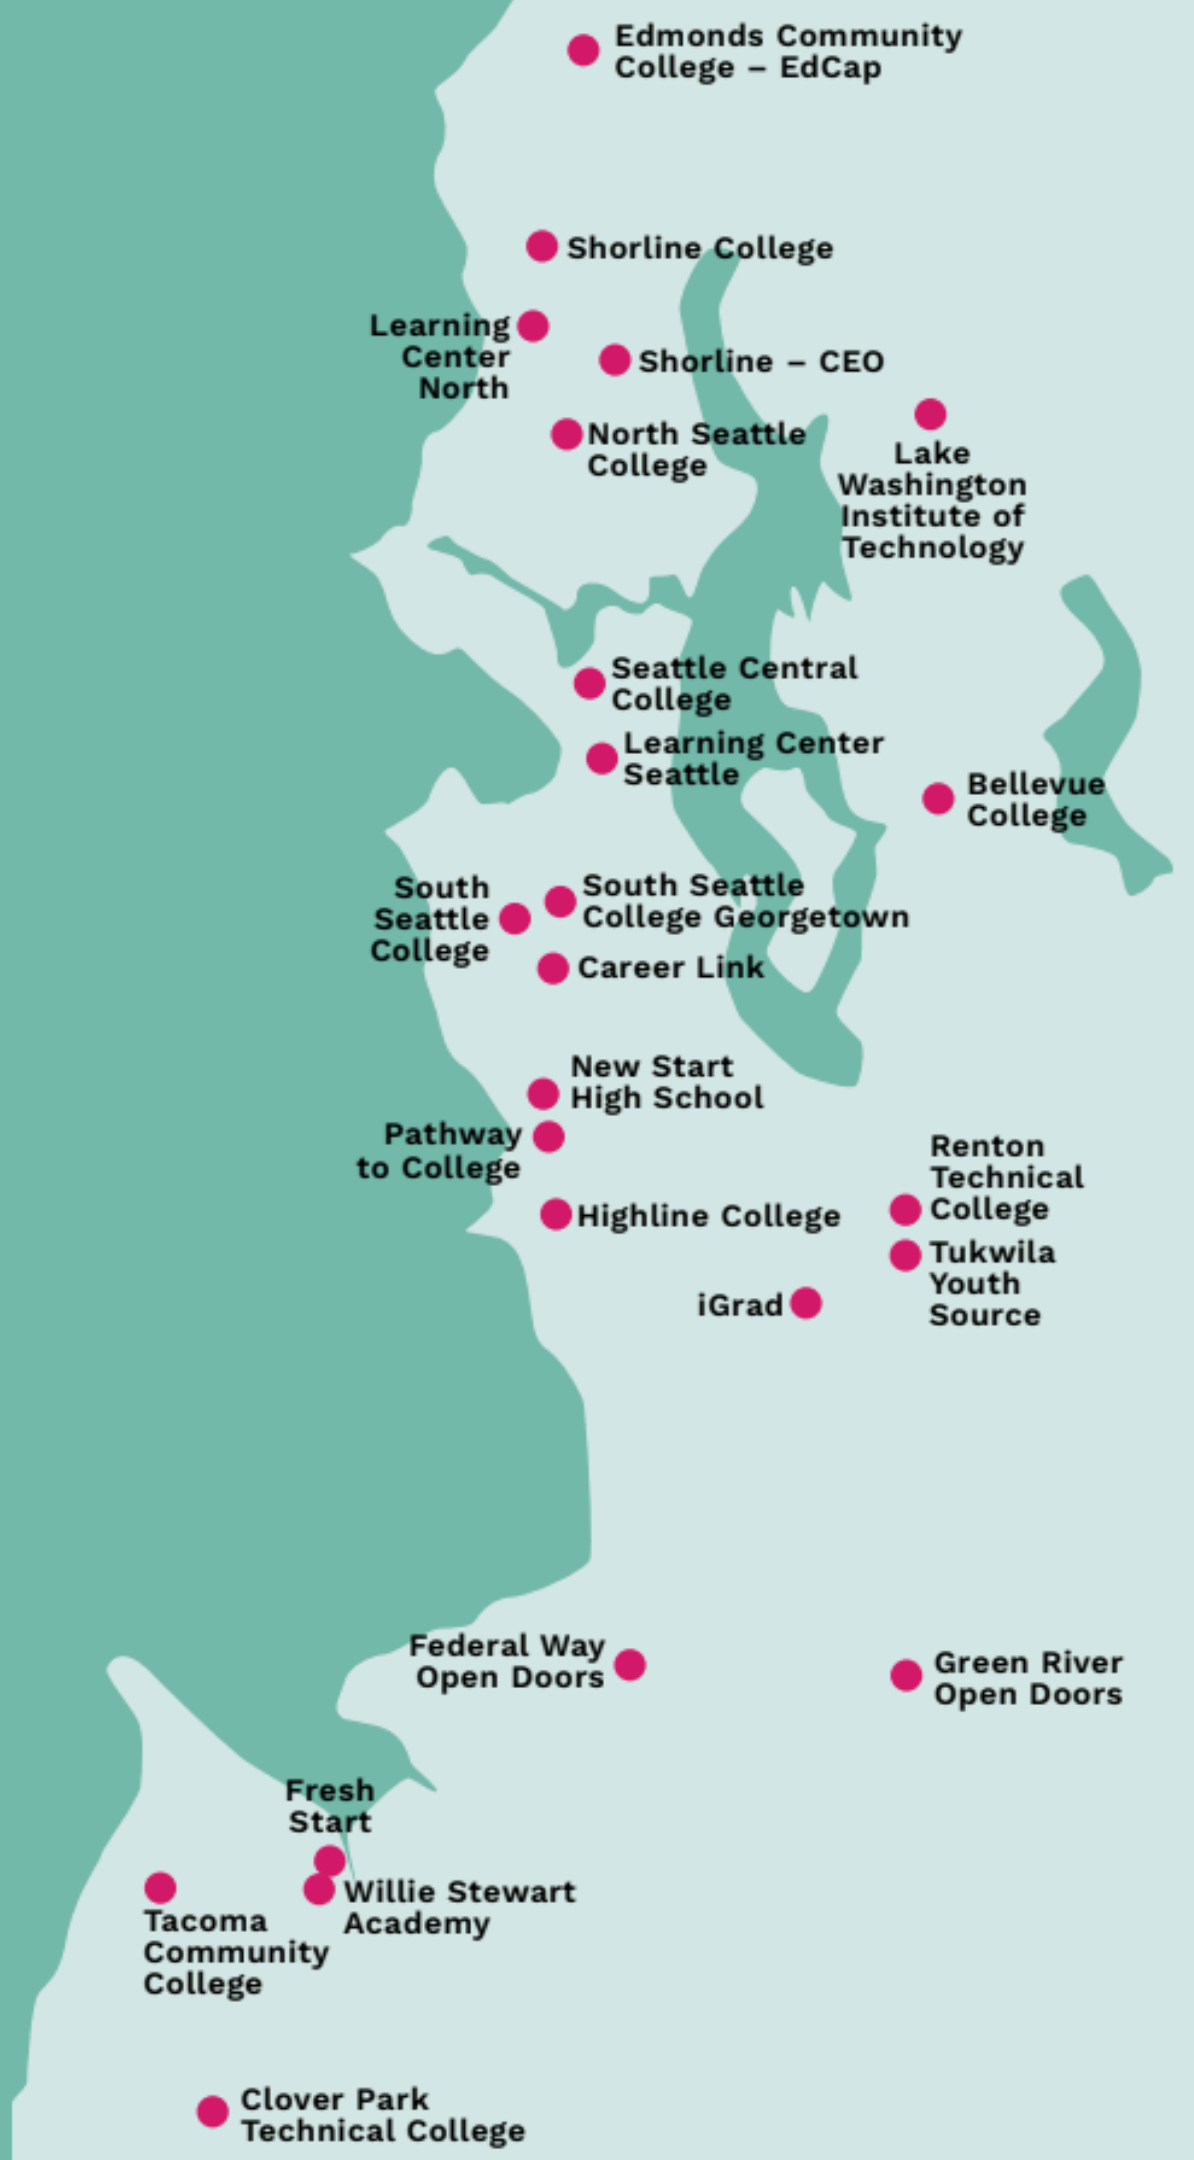 Edmonds Community
College – EdCap
Shorline College
Learning
Center
North
Shorline – CEO
North Seattle
College
Lake
Washington
Institute of
Technology
Seattle Central
College
Learning Center
Seattle
Bellevue
College
South
Seattle
College
South Seattle
College Georgetown
Career Link
New Start
High School
Pathway
to College
Renton
Technical
College
Highline College
Tukwila
Youth
Source
iGrad
Federal Way
Open Doors
Green River
Open Doors
Fresh
Start
Willie Stewart
Academy
Tacoma
Community
College
Clover Park
Technical College